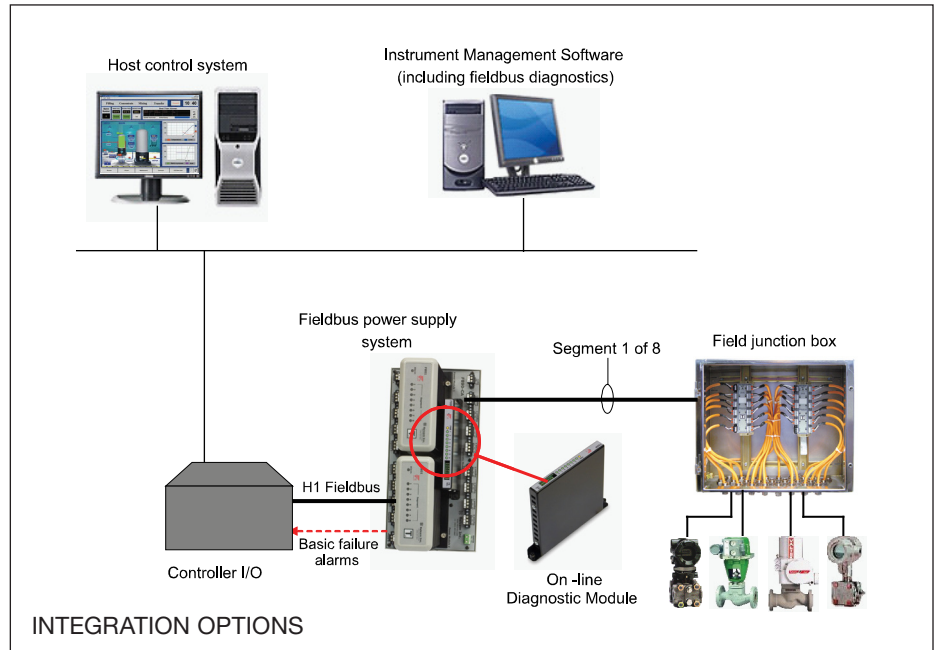 Host control system
Instrument Management Software
(including fieldbus diagnostics)
Fieldbus power supply
system
Segment 1 of 8
Field junction box
H1 Fieldbus
Basic failure
alarms
Controller I/O
On -line
Diagnostic Module
INTEGRATION OPTIONS